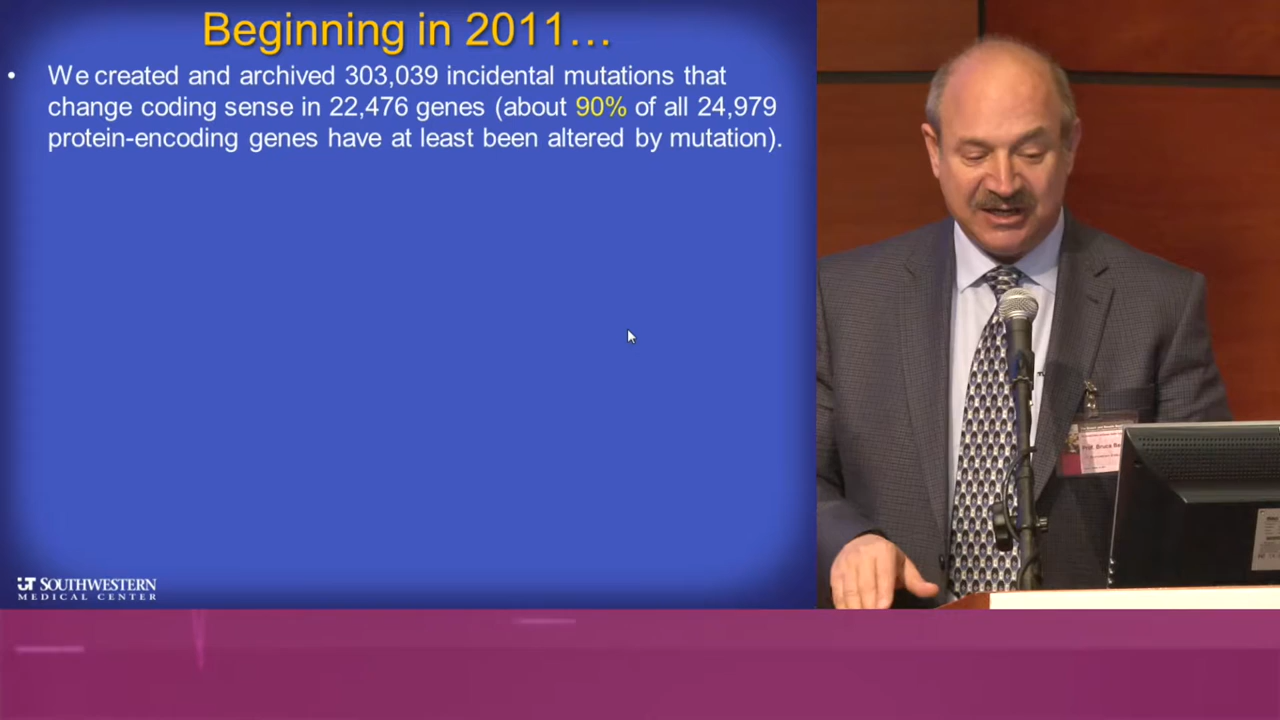 Beginning in 2011…
• We created and archived 303,039 incidental mutations that
change coding sense in 22,476 genes (about 90% of all 24,979
protein-encoding genes have at least been altered by mutation).
UT SOUTHWESTERN
MEDICAL CENTER
Prof. Bruce